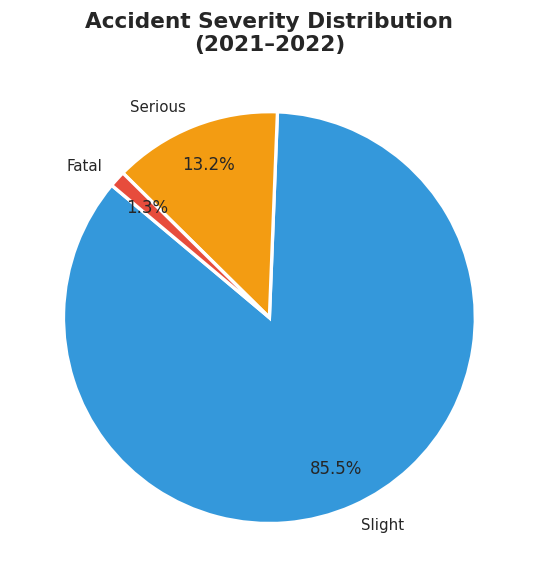 Accident Severity Distribution
(2021–2022)
Serious
13.2%
Fatal
1.3%
85.5%
Slight